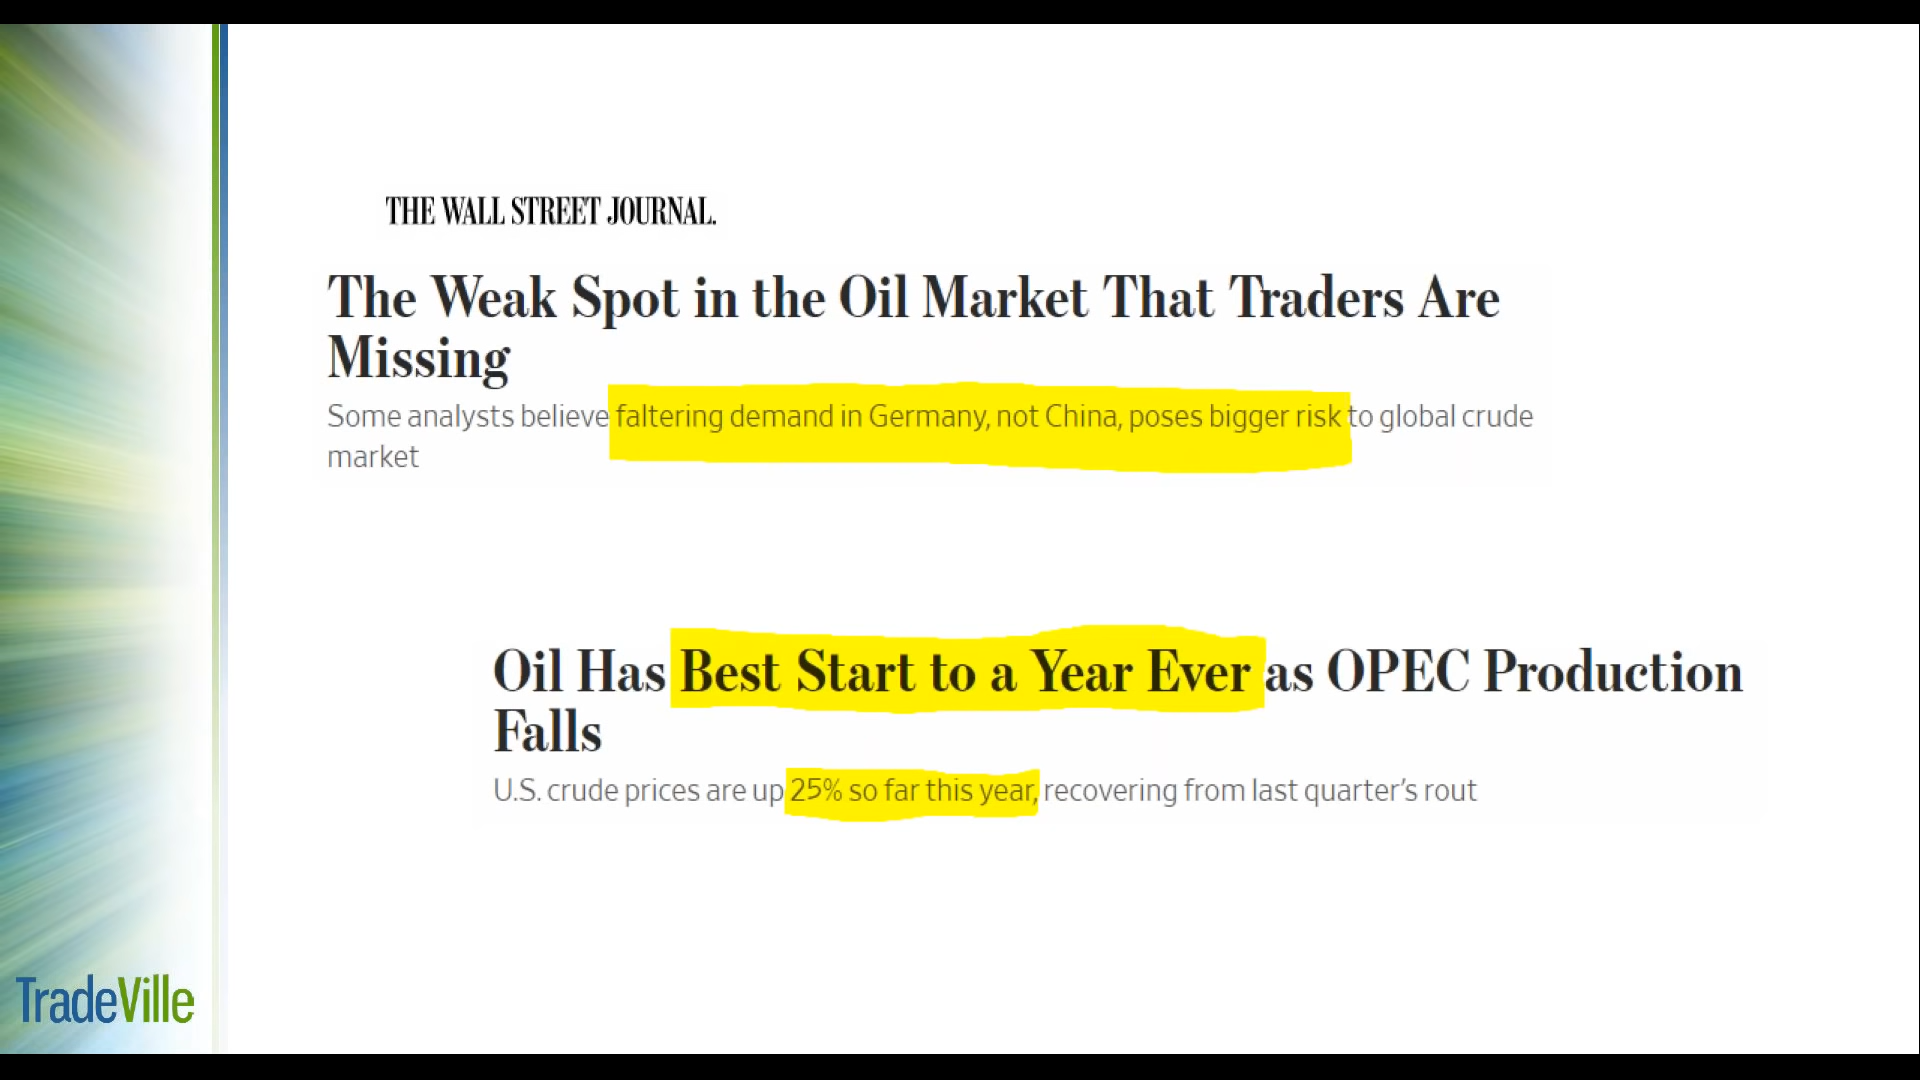 THE WALL STREET JOURNAL.
The Weak Spot in the Oil Market That Traders Are
Missing
Some analysts believe faltering demand in Germany, not China, poses bigger risk to global crude
market
Oil Has Best Start to a Year Ever as OPEC Production
Falls
U.S. crude prices are up 25% so far this year, recovering from last quarter's rout
TradeVille